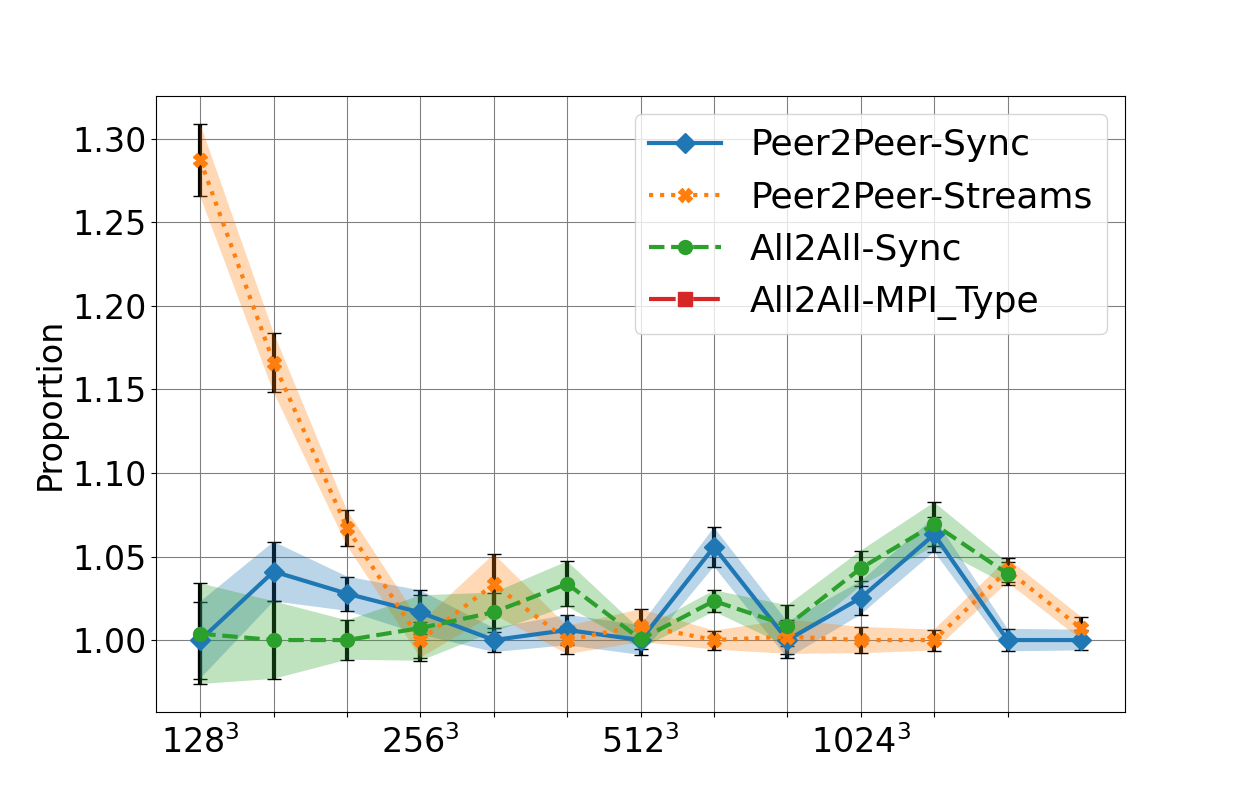 Proportion
1.30
1.25
1.20
1.15
1.10
1.05
1.00
128³
256³
512³
1024³
Peer2Peer-Sync
Peer2Peer-Streams
All2All-Sync
All2All-MPI_Type